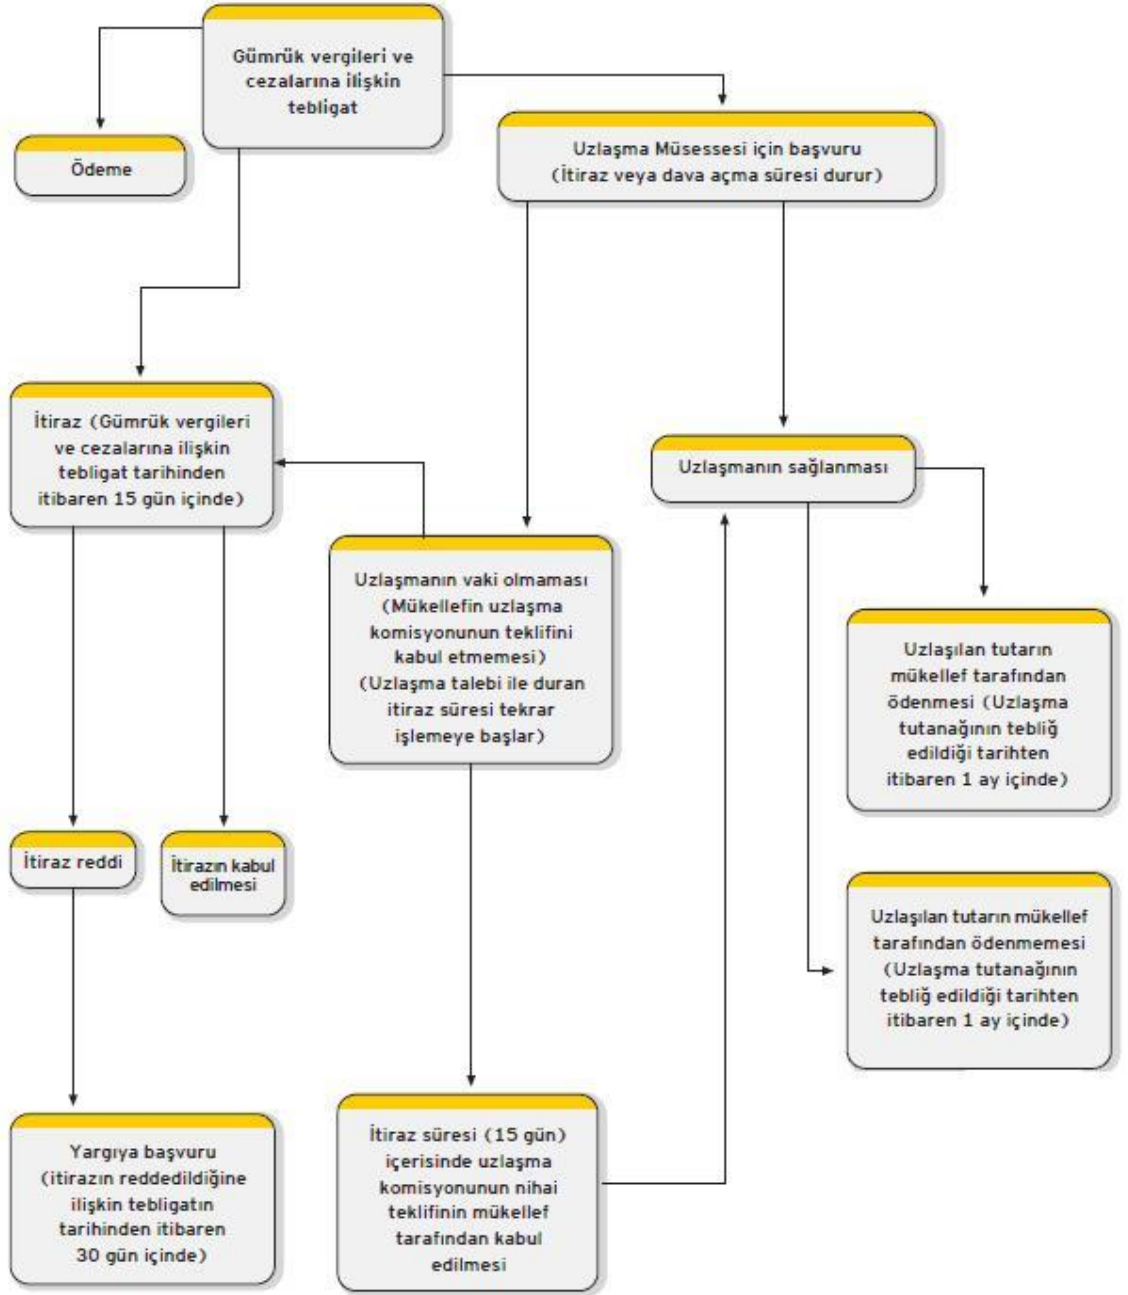 Gümrük vergileri ve
cezalarına ilişkin
tebligat
Ödeme
Uzlaşma Müsessesi için başvuru
(İtiraz veya dava açma süresi durur)
İtiraz (Gümrük vergileri
ve cezalarına ilişkin
tebligat tarihinden
itibaren 15 gün içinde)
Uzlaşmanın sağlanması
Uzlaşmanın vaki olmaması
(Mükellefin uzlaşma
komisyonunun teklifini
kabul etmemesi)
(Uzlaşma talebi ile duran
itiraz süresi tekrar
işlemeye başlar)
Uzlaşılan tutarın
mükellef tarafından
ödenmesi (Uzlaşma
tutanağının tebliğ
edildiği tarihten
itibaren 1 ay içinde)
İtiraz reddi
İtirazın kabul
edilmesi
Uzlaşılan tutarın mükellef
tarafından ödenmemesi
(Uzlaşma tutanağının
tebliğ edildiği tarihten
itibaren 1 ay içinde)
Yargıya başvuru
(itirazın reddedildiğine
ilişkin tebligatın
tarihinden itibaren
30 gün içinde)
İtiraz süresi (15 gün)
içerisinde uzlaşma
komisyonunun nihai
teklifinin mükellef
tarafından kabul
edilmesi